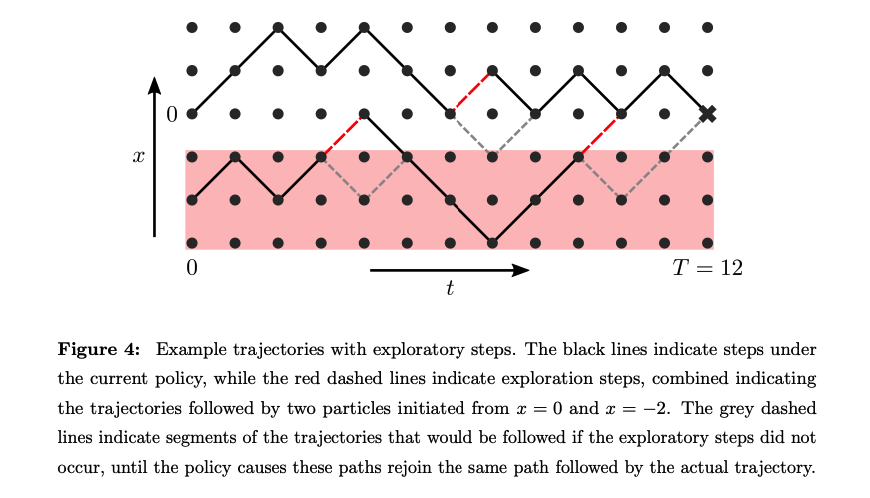 0
x
0
T = 12
t
Figure 4: Example trajectories with exploratory steps. The black lines indicate steps under
the current policy, while the red dashed lines indicate exploration steps, combined indicating
the trajectories followed by two particles initiated from x = 0 and x = −2. The grey dashed
lines indicate segments of the trajectories that would be followed if the exploratory steps did not
occur, until the policy causes these paths rejoin the same path followed by the actual trajectory.